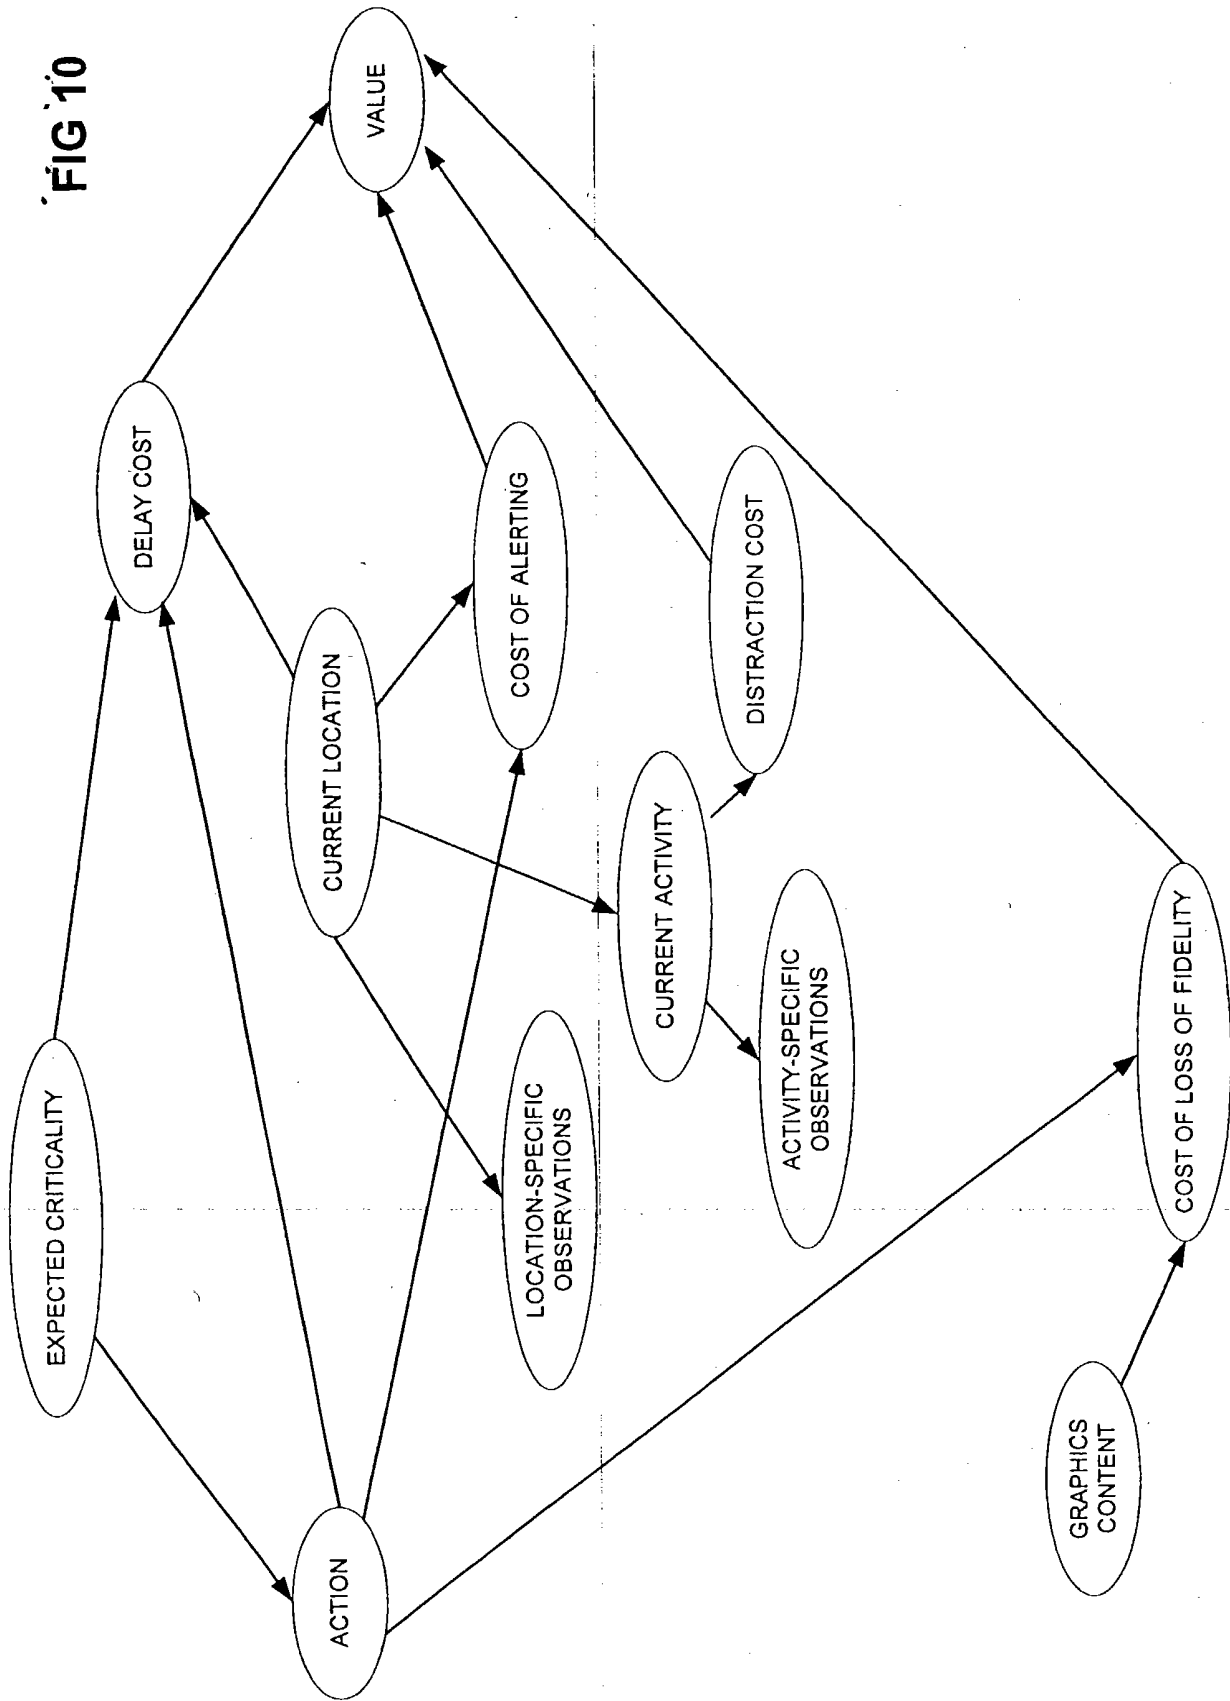 FIG 10
EXPECTED CRITICALITY
DELAY COST
VALUE
ACTION
CURRENT LOCATION
COST OF ALERTING
LOCATION-SPECIFIC
OBSERVATIONS
CURRENT ACTIVITY
DISTRACTION COST
ACTIVITY-SPECIFIC
OBSERVATIONS
GRAPHICS
CONTENT
COST OF LOSS OF FIDELITY